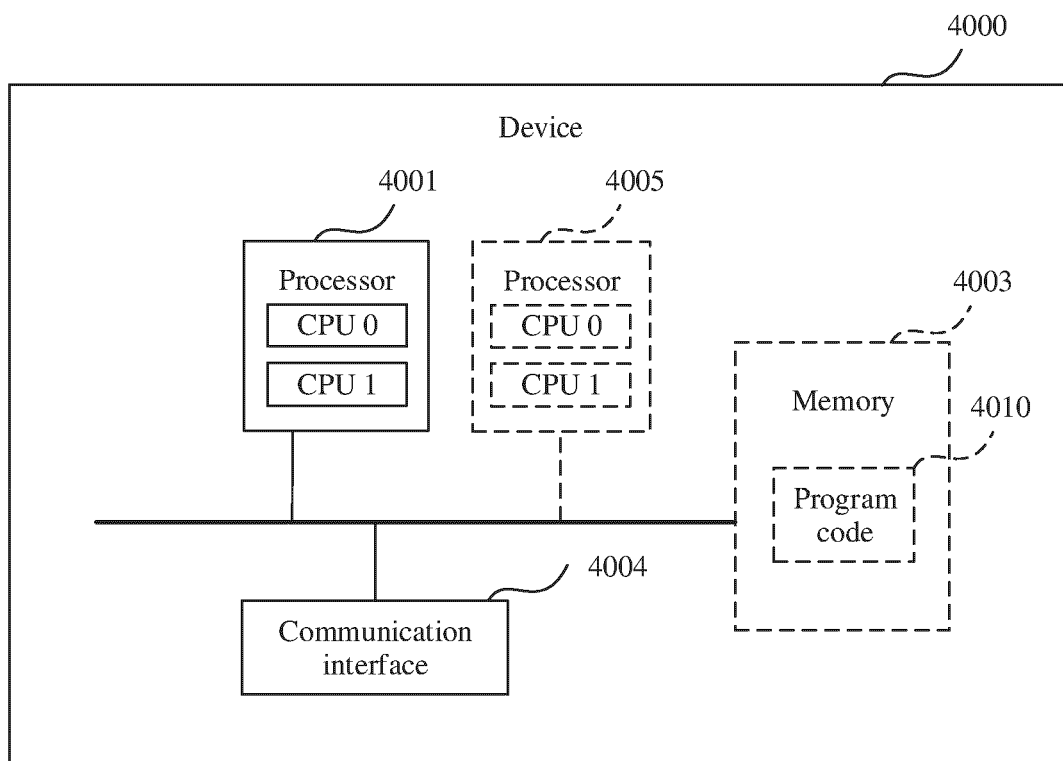 4000
Device
4001
4005
Processor
CPU 0
CPU 1
Processor
CPU 0
CPU 1
4003
Memory
4010
Program
code
4004
Communication
interface